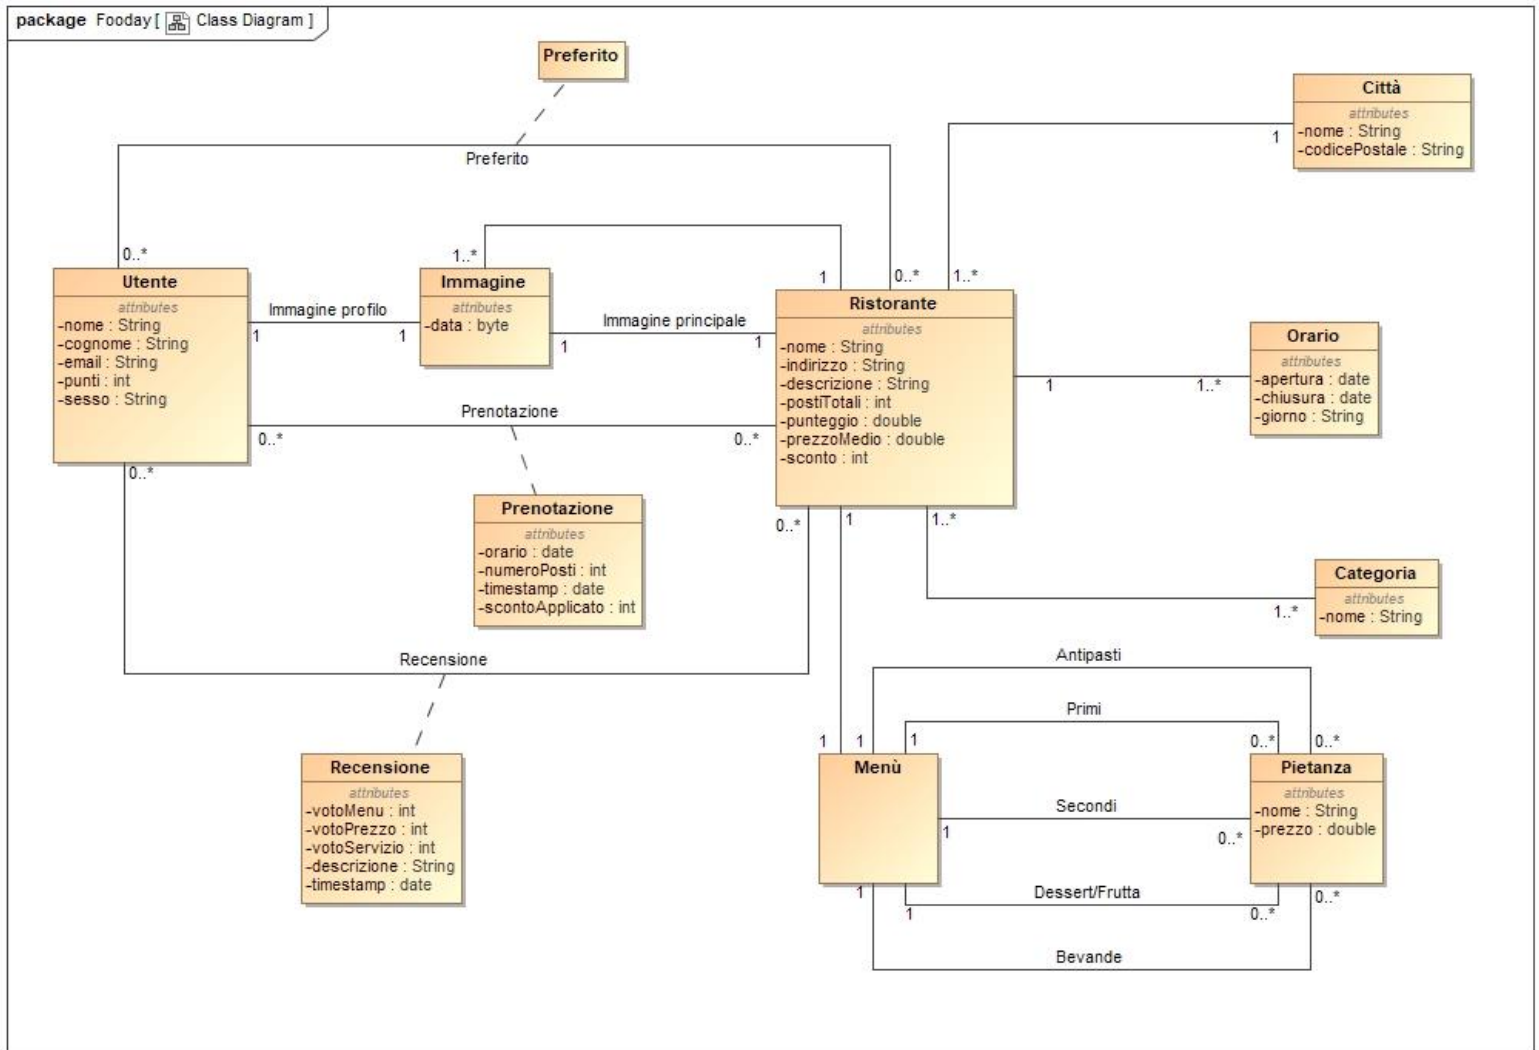 package Fooday [ Class Diagram ]
Preferito
Preferito
0..*
0..*
Città
attributes
-nome : String
-codicePostale : String
1
1..*
1..*
1
Utente
attributes
-nome : String
-cognome : String
-email : String
-punti : int
-sesso : String
Immagine profilo
1
1
Immagine
attributes
-data : byte
Immagine principale
1
1
Ristorante
attributes
-nome : String
-indirizzo : String
-descrizione : String
-postiTotali : int
-punteggio : double
-prezzoMedio : double
-sconto : int
1
1..*
Orario
attributes
-apertura : date
-chiusura : date
-giorno : String
Prenotazione
0..*
0..*
Prenotazione
attributes
-orario : date
-numeroPosti : int
-timestamp : date
-scontoApplicato : int
0..*
0..*
1
1..*
1..*
Categoria
attributes
-nome : String
Recensione
Recensione
attributes
-votoMenu : int
-votoPrezzo : int
-votoServizio : int
-descrizione : String
-timestamp : date
Antipasti
Primi
1
1
1
0..*
0..*
Menù
Pietanza
attributes
-nome : String
-prezzo : double
Secondi
1
0..*
Dessert/Frutta
1
1
0..*
0..*
Bevande